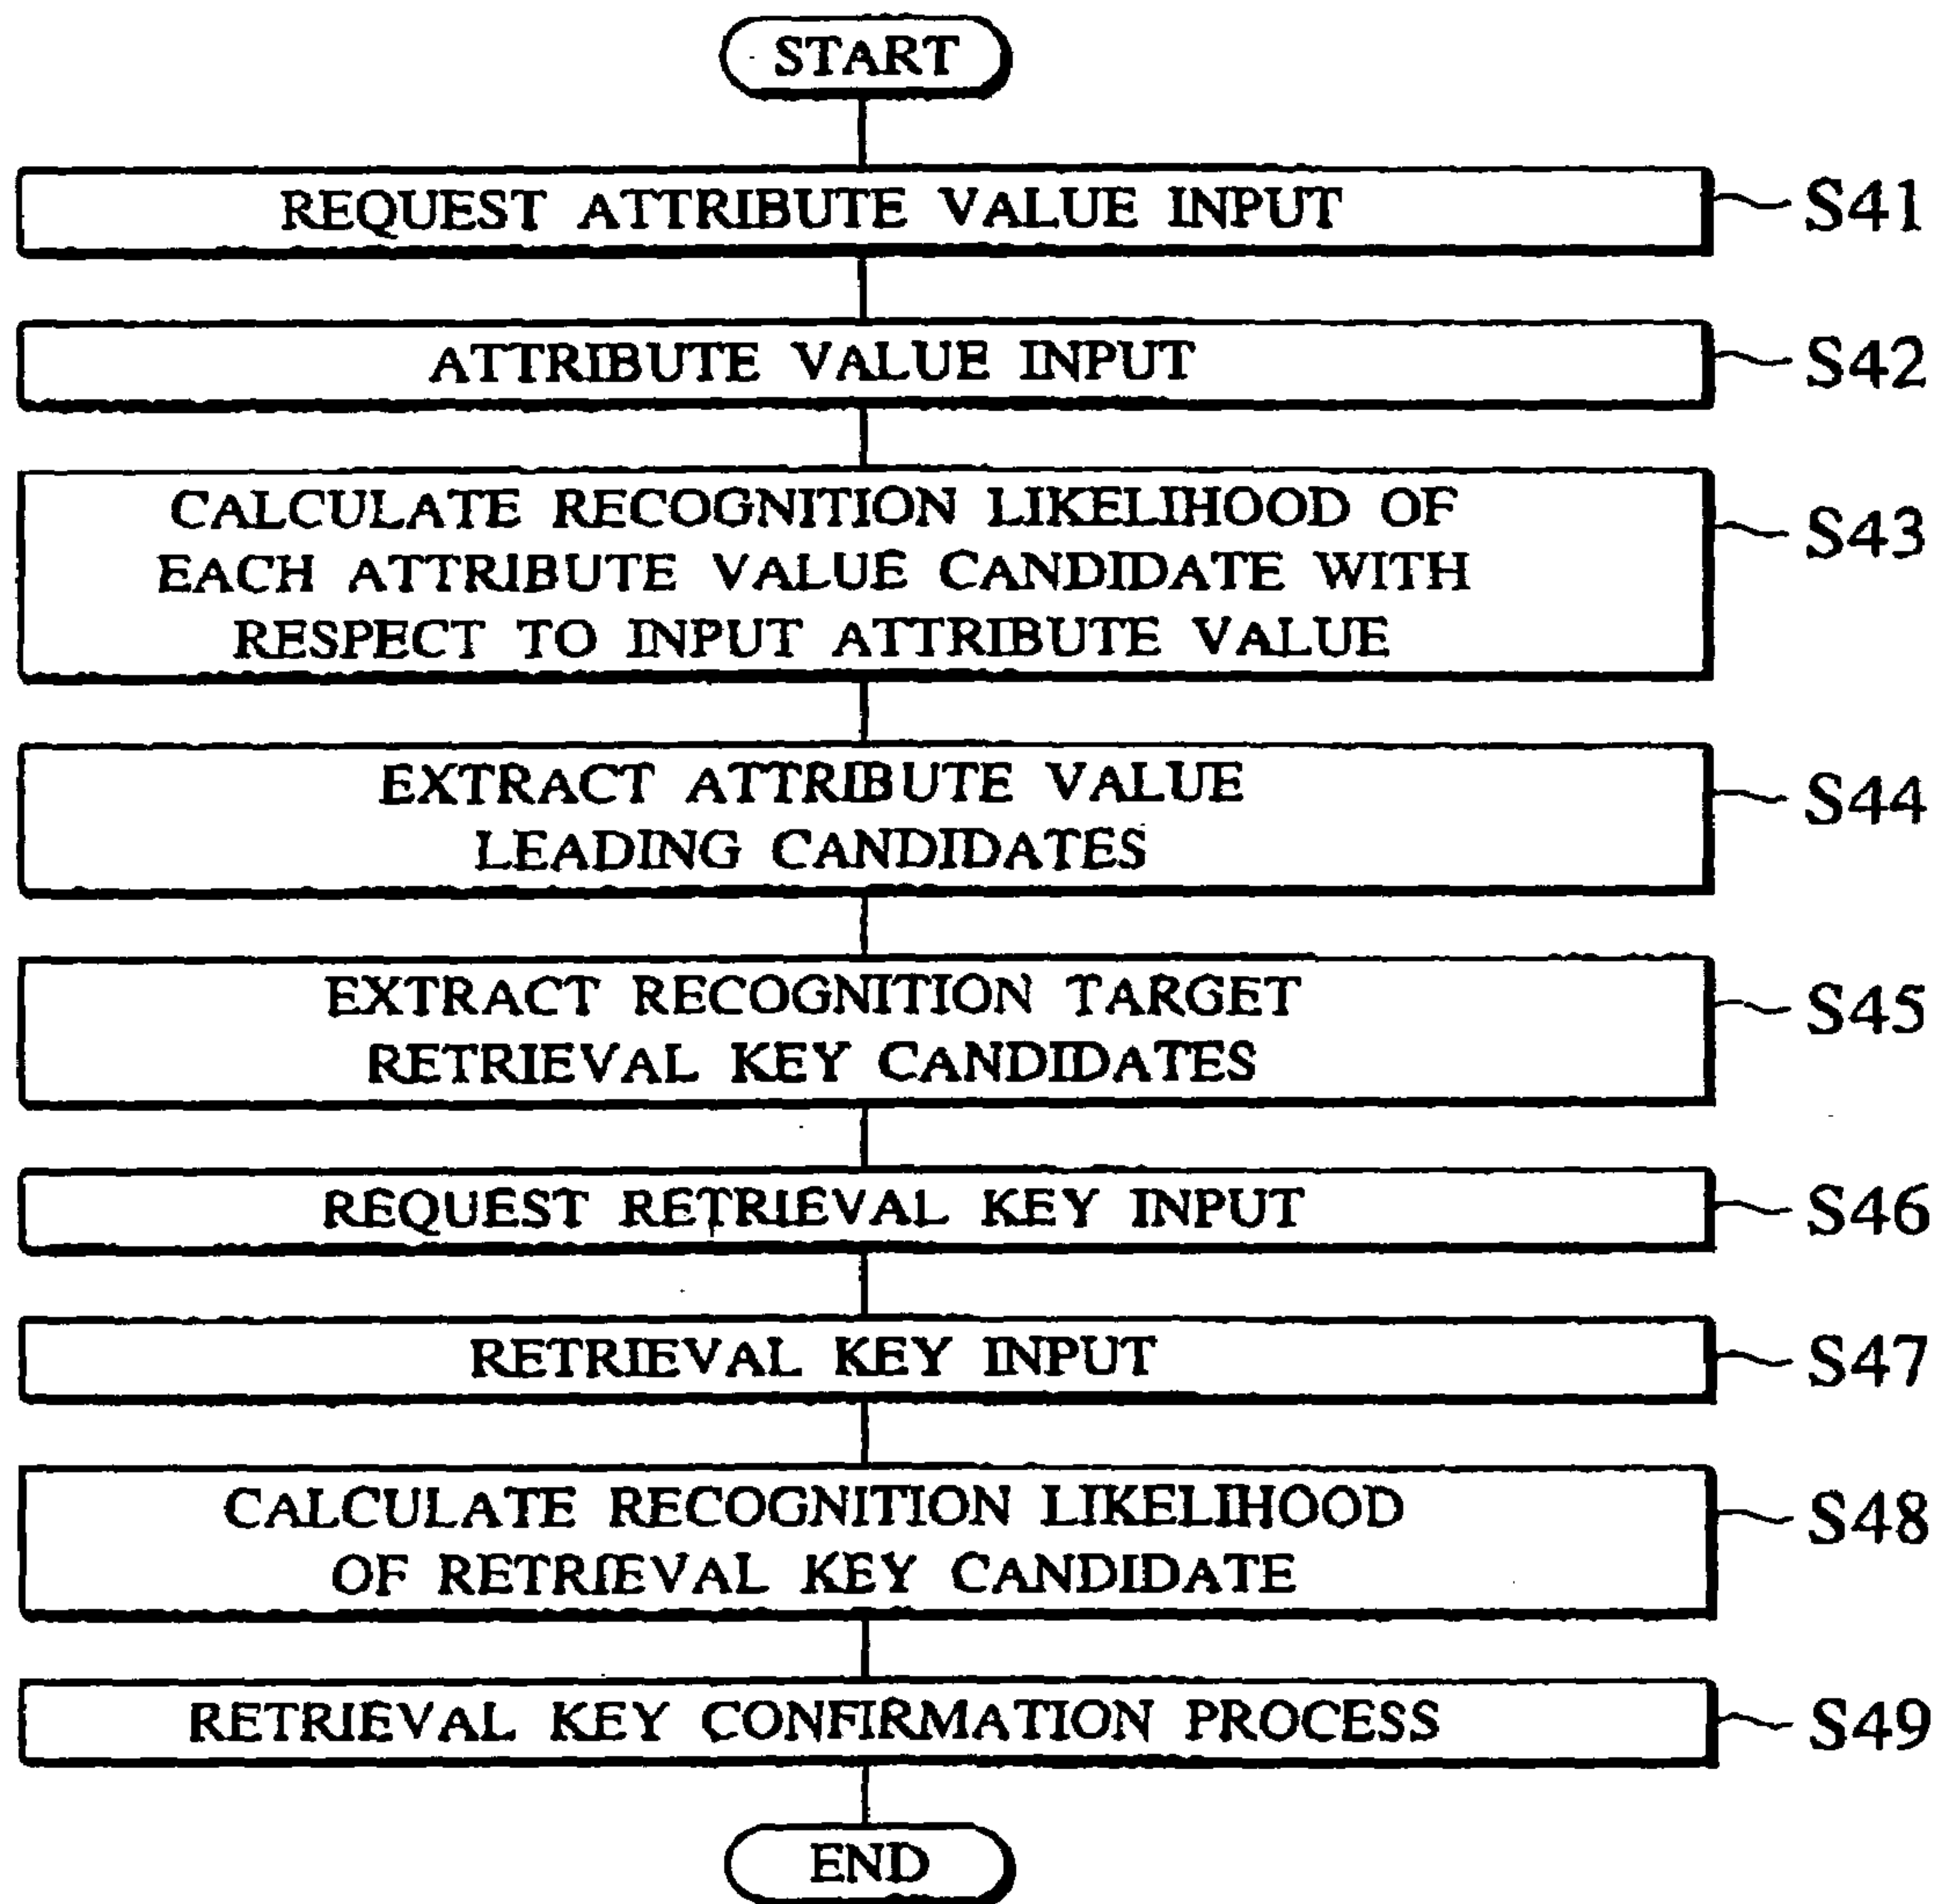 START
REQUEST ATTRIBUTE VALUE INPUT
S41
ATTRIBUTE VALUE INPUT
S42
CALCULATE RECOGNITION LIKELIHOOD OF
EACH ATTRIBUTE VALUE CANDIDATE WITH
RESPECT TO INPUT ATTRIBUTE VALUE
S43
EXTRACT ATTRIBUTE VALUE
LEADING CANDIDATES
S44
EXTRACT RECOGNITION TARGET
RETRIEVAL KEY CANDIDATES
S45
REQUEST RETRIEVAL KEY INPUT
S46
RETRIEVAL KEY INPUT
S47
CALCULATE RECOGNITION LIKELIHOOD
OF RETRIEVAL KEY CANDIDATE
S48
RETRIEVAL KEY CONFIRMATION PROCESS
S49
END